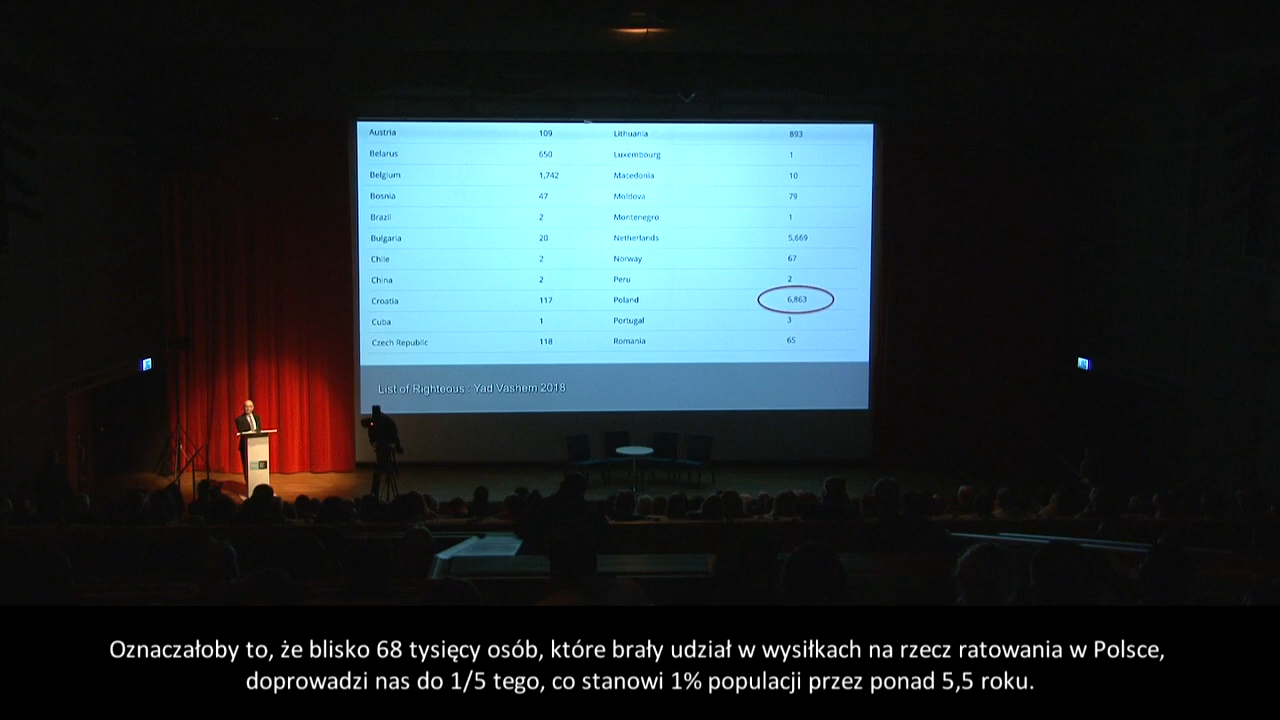 Austria 109 Lithuania 893
Belarus 650 Luxembourg 1
Belgium 1,742 Macedonia 10
Bosnia 47 Moldova 79
Brazil 2 Montenegro 1
Bulgaria 20 Netherlands 5,669
Chile 2 Norway 67
China 2 Peru 2
Croatia 117 Poland 6,863
Cuba 1 Portugal 3
Czech Republic 118 Romania 65
List of Righteous : Yad Vashem 2018
Oznaczałoby to, że blisko 68 tysięcy osób, które brały udział w wysiłkach na rzecz ratowania w Polsce,
doprowadzi nas do 1/5 tego, co stanowi 1% populacji przez ponad 5,5 roku.